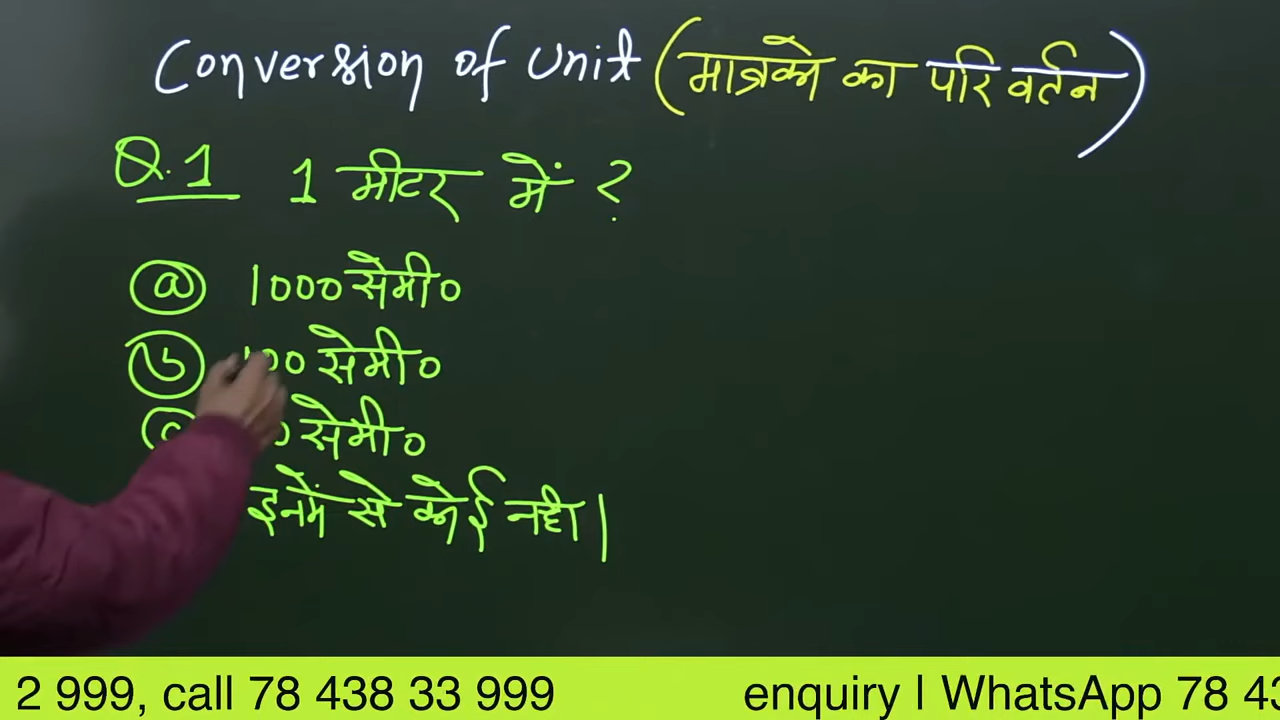 Conversion of Unit (मात्रको का परिवर्तन)
Q.1 1 मीटर में ?
(a) 1000 सेमी०
(b) 100 सेमी०
(c) सेमी०
इनमें से कोई नही |
2 999, call 78 438 33 999 enquiry | WhatsApp 78 43